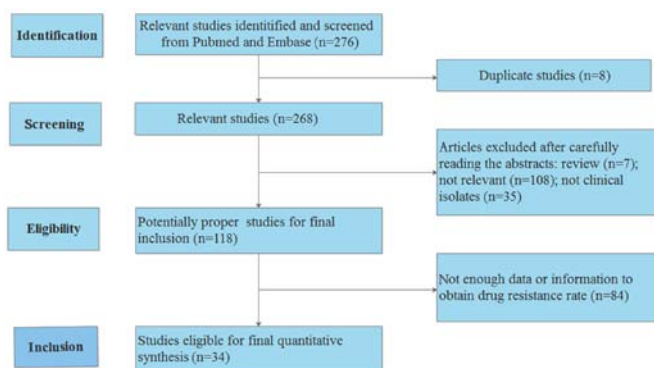 Identification
Relevant studies identitified and screened
from Pubmed and Embase (n=276)
Duplicate studies (n=8)
Screening
Relevant studies (n=268)
Articles excluded after carefully
reading the abstracts: review (n=7);
not relevant (n=108); not clinical
isolates (n=35)
Eligibility
Potentially proper studies for final
inclusion (n=118)
Not enough data or information to
obtain drug resistance rate (n=84)
Inclusion
Studies eligible for final quantitative
synthesis (n=34)